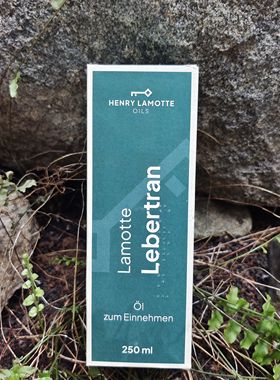 HENRY LAMOTTE
OILS
Lamotte
Lebertran
Öl
zum Einnehmen
250 ml